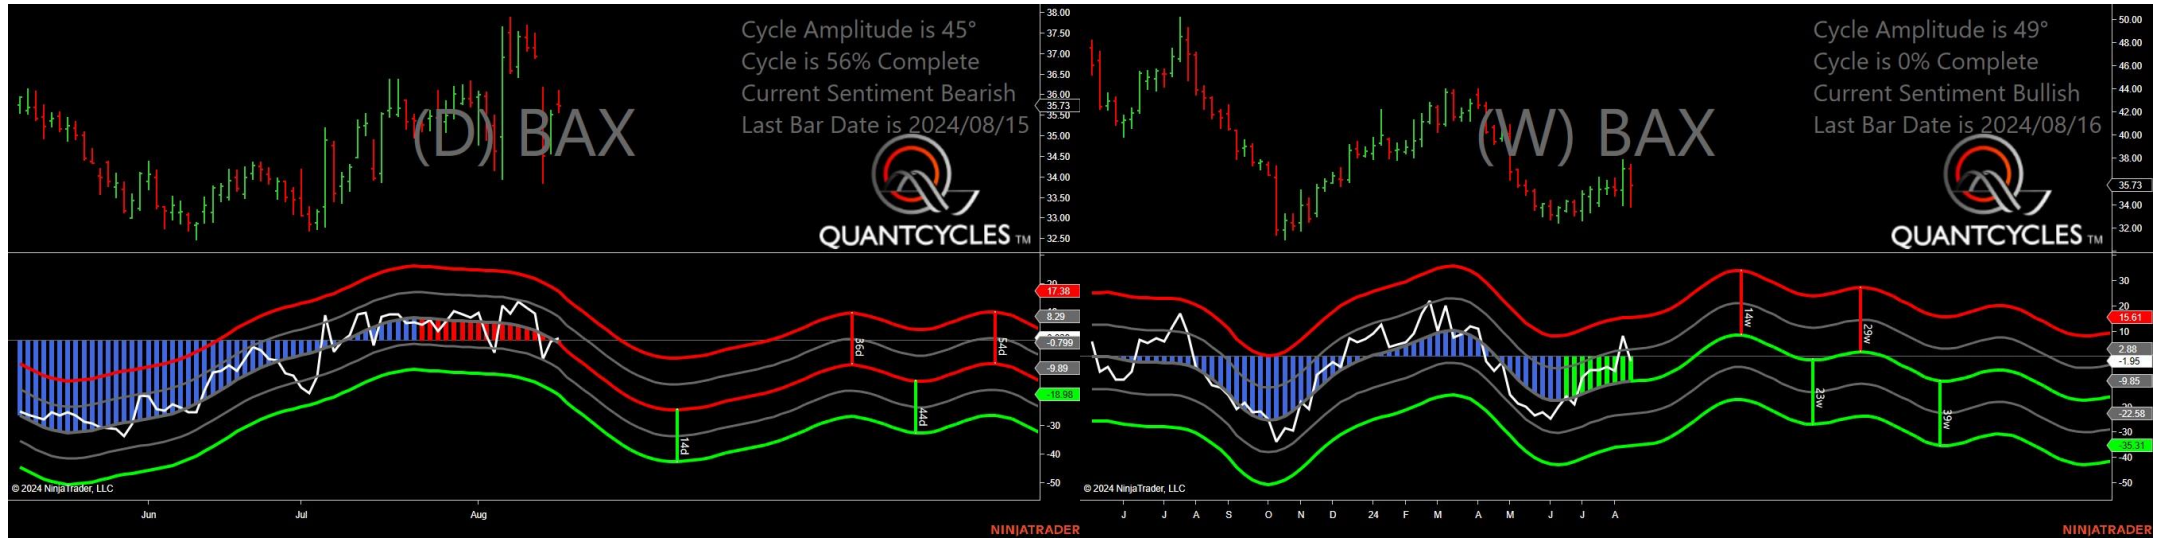 Cycle Amplitude is 45°
Cycle is 56% Complete
Current Sentiment Bearish
Last Bar Date is 2024/08/15
(D) BAX
QUANTCYCLES TM
38.00
37.50
37.00
36.50
36.00
35.73
35.50
35.00
34.50
34.00
33.50
33.00
32.50
17.38
8.29
-0.799
-9.89
-18.98
-30
-40
-50
14d
36d
44d
54d
© 2024 NinjaTrader, LLC
Jun Jul Aug
NINJATRADER
Cycle Amplitude is 49°
Cycle is 0% Complete
Current Sentiment Bullish
Last Bar Date is 2024/08/16
(W) BAX
QUANTCYCLES TM
50.00
48.00
46.00
44.00
42.00
40.00
38.00
35.73
34.00
32.00
30
20
15.61
10
2.88
-1.95
-9.85
-22.58
-30
-35.31
-40
-50
14w
23w
29w
39w
© 2024 NinjaTrader, LLC
J J A S O N D 24 F M A M J J A
NINJATRADER